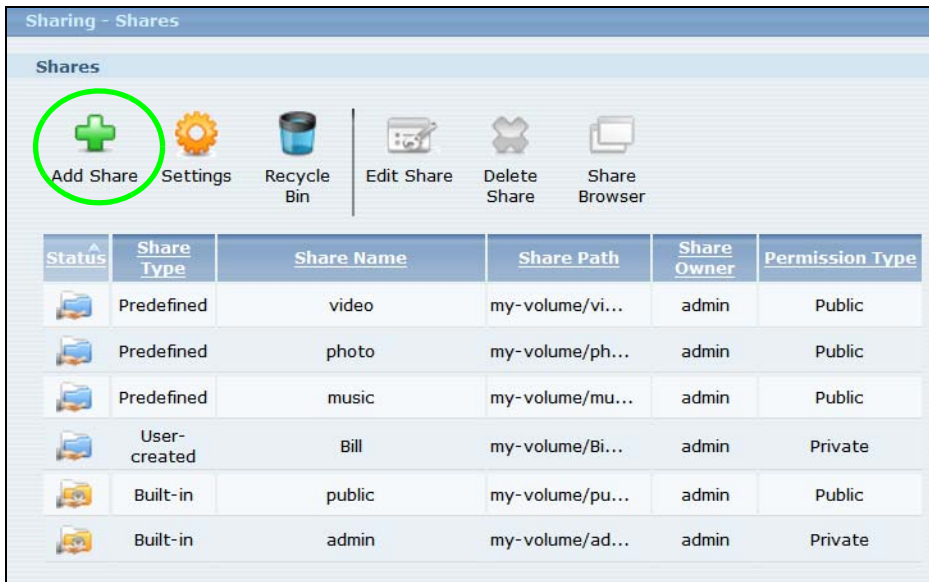 Sharing - Shares
Shares
Add Share
Settings
Recycle
Bin
Edit Share
Delete
Share
Share
Browser
Status Share Type Share Name Share Path Share Owner Permission Type
Predefined video my-volume/vi... admin Public
Predefined photo my-volume/ph... admin Public
Predefined music my-volume/mu... admin Public
User-created Bill my-volume/Bi... admin Private
Built-in public my-volume/pu... admin Public
Built-in admin my-volume/ad... admin Private